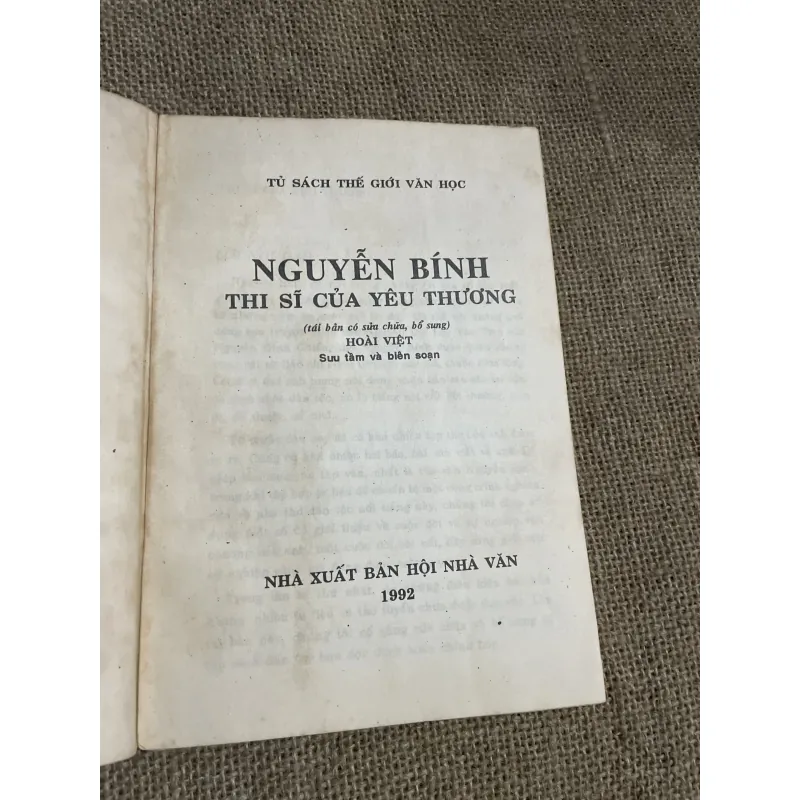 TỦ SÁCH THẾ GIỚI VĂN HỌC
NGUYỄN BÍNH
THI SĨ CỦA YÊU THƯƠNG
(tái bản có sửa chữa, bổ sung)
HOÀI VIỆT
Sưu tầm và biên soạn
NHÀ XUẤT BẢN HỘI NHÀ VĂN
1992